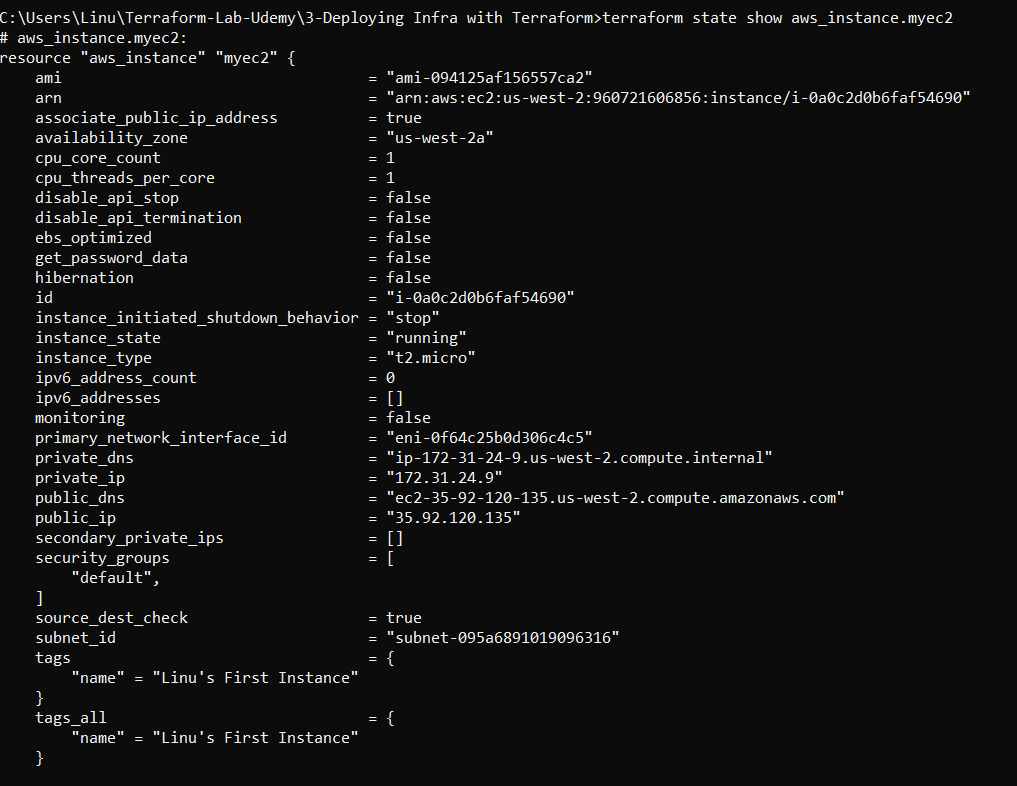 C:\Users\Linu\Terraform-Lab-Udemy\3-Deploying Infra with Terraform>terraform state show aws_instance.myec2
# aws_instance.myec2:
resource "aws_instance" "myec2" {
    ami                                  = "ami-094125af156557ca2"
    arn                                  = "arn:aws:ec2:us-west-2:960721606856:instance/i-0a0c2d0b6faf54690"
    associate_public_ip_address          = true
    availability_zone                    = "us-west-2a"
    cpu_core_count                       = 1
    cpu_threads_per_core                 = 1
    disable_api_stop                     = false
    disable_api_termination              = false
    ebs_optimized                        = false
    get_password_data                    = false
    hibernation                          = false
    id                                   = "i-0a0c2d0b6faf54690"
    instance_initiated_shutdown_behavior = "stop"
    instance_state                       = "running"
    instance_type                        = "t2.micro"
    ipv6_address_count                   = 0
    ipv6_addresses                       = []
    monitoring                           = false
    primary_network_interface_id         = "eni-0f64c25b0d306c4c5"
    private_dns                          = "ip-172-31-24-9.us-west-2.compute.internal"
    private_ip                           = "172.31.24.9"
    public_dns                           = "ec2-35-92-120-135.us-west-2.compute.amazonaws.com"
    public_ip                            = "35.92.120.135"
    secondary_private_ips                = []
    security_groups                      = [
        "default",
    ]
    source_dest_check                    = true
    subnet_id                            = "subnet-095a6891019096316"
    tags                                 = {
        "name" = "Linu's First Instance"
    }
    tags_all                             = {
        "name" = "Linu's First Instance"
    }